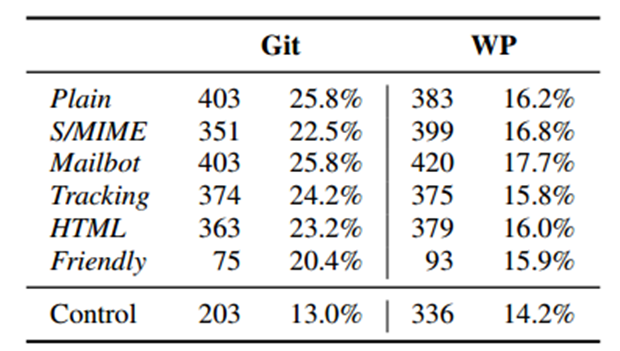 Git WP
Plain 403 25.8% 383 16.2%
S/MIME 351 22.5% 399 16.8%
Mailbot 403 25.8% 420 17.7%
Tracking 374 24.2% 375 15.8%
HTML 363 23.2% 379 16.0%
Friendly 75 20.4% 93 15.9%
Control 203 13.0% 336 14.2%